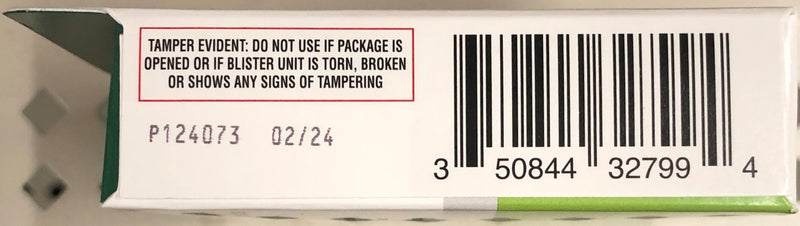 TAMPER EVIDENT: DO NOT USE IF PACKAGE IS
OPENED OR IF BLISTER UNIT IS TORN, BROKEN
OR SHOWS ANY SIGNS OF TAMPERING
P124073 02/24
3 50844 32799 4